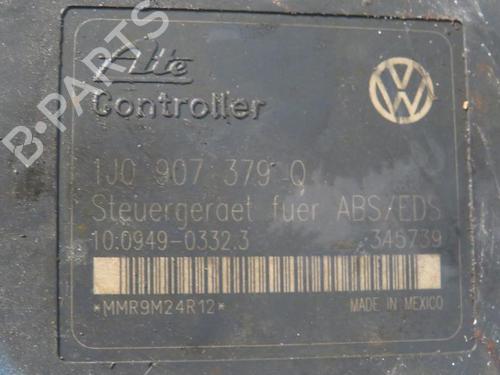 Ate
Controller
1J0 907 379 Q
Steuergeraet fuer ABS/EDS
10.0949-0332.3 345739
*MMR9M24R12*
MADE IN MEXICO
B-PARTS